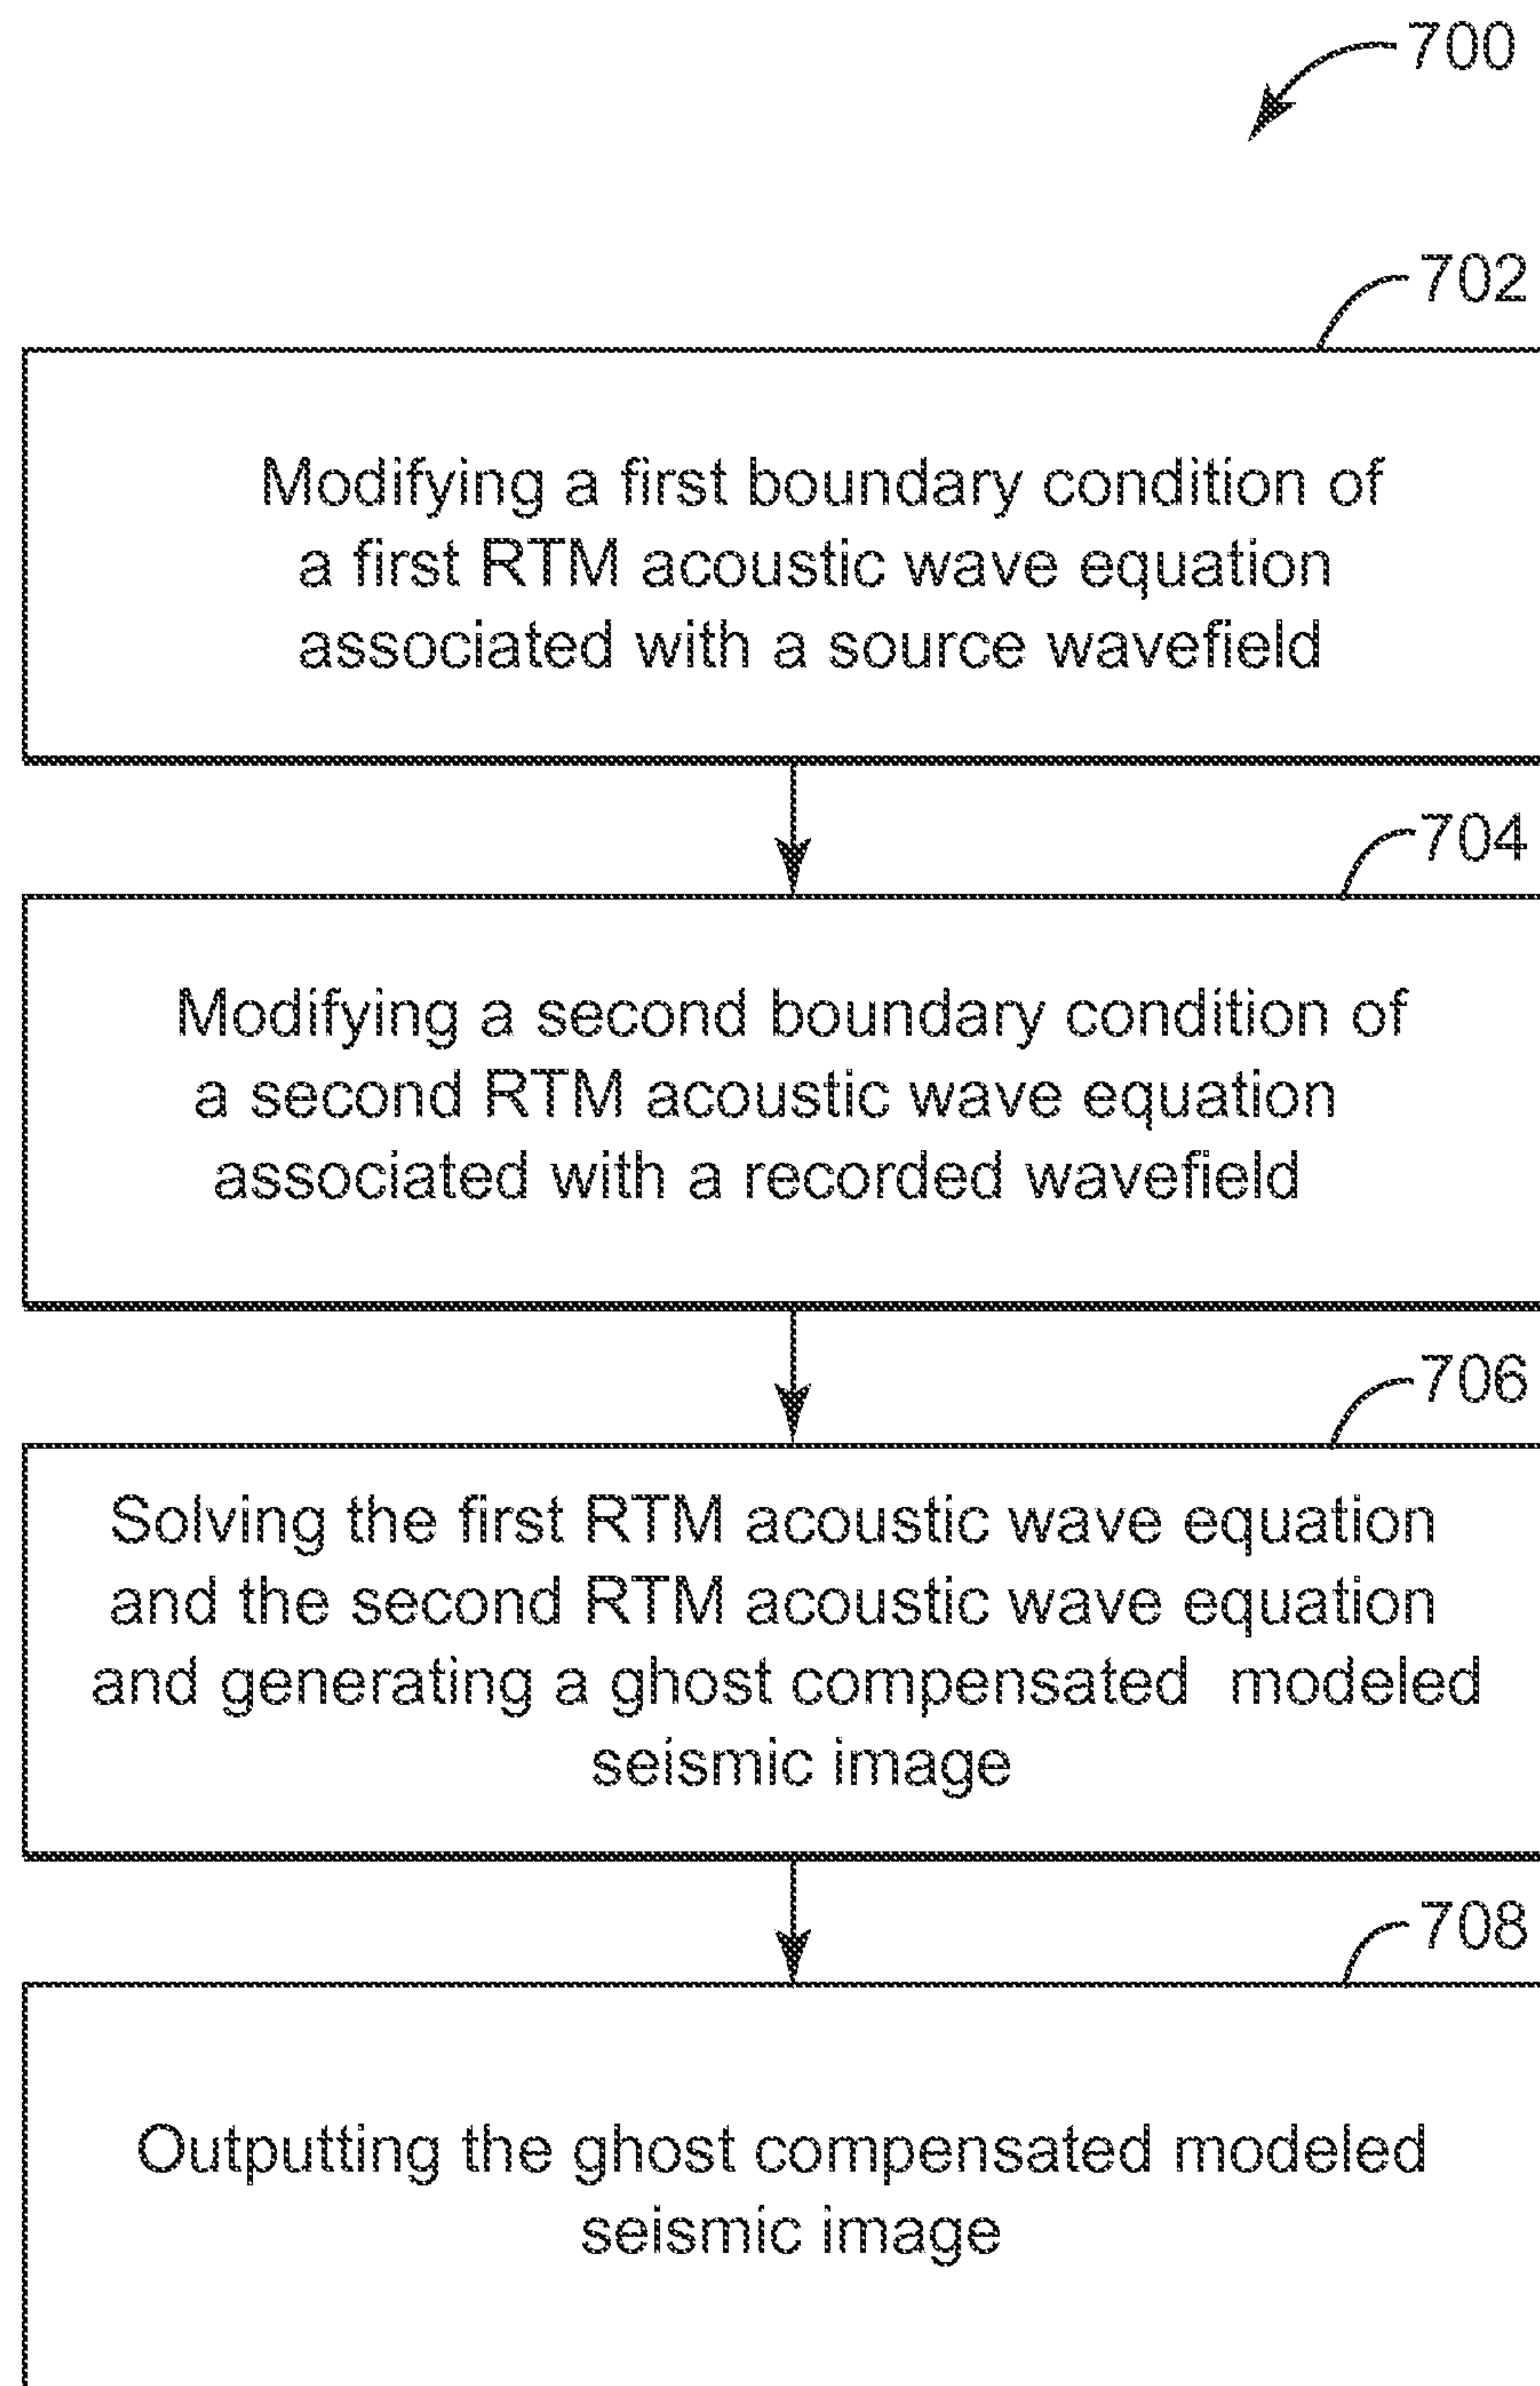 700
702
Modifying a first boundary condition of
a first RTM acoustic wave equation
associated with a source wavefield
704
Modifying a second boundary condition of
a second RTM acoustic wave equation
associated with a recorded wavefield
706
Solving the first RTM acoustic wave equation
and the second RTM acoustic wave equation
and generating a ghost compensated modeled
seismic image
708
Outputting the ghost compensated modeled
seismic image